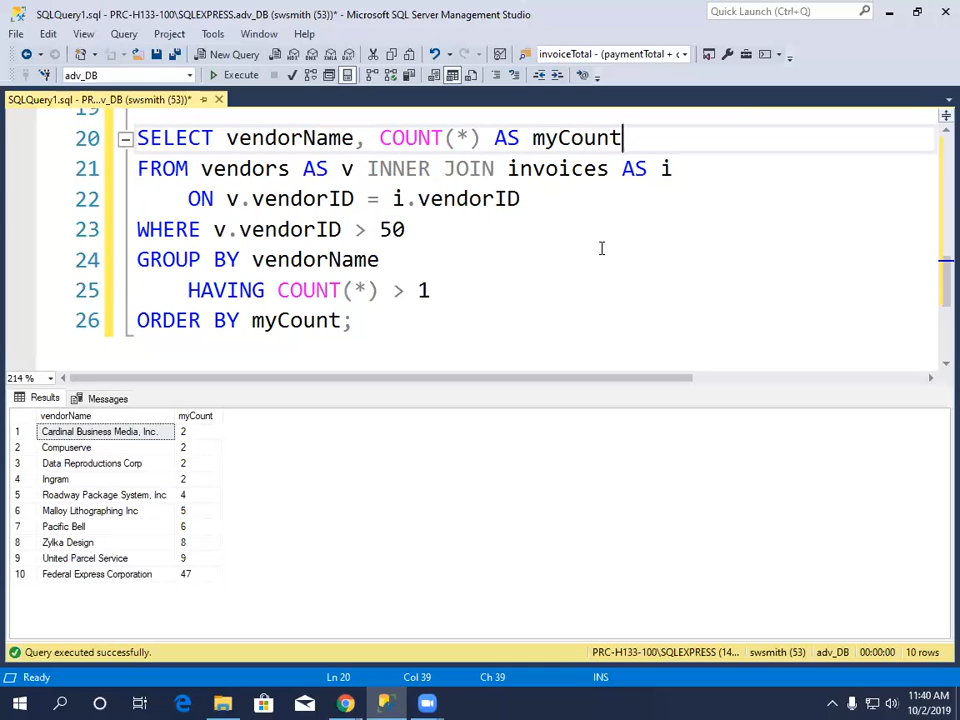 SQLQuery1.sql - PRC-H133-100\SQLEXPRESS.adv_DB (swsmith (53))* - Microsoft SQL Server Management Studio
Quick Launch (Ctrl+Q)
File Edit View Query Project Tools Window Help
New Query
invoiceTotal - (paymentTotal +
adv_DB
Execute
SQLQuery1.sql - PR...v_DB (swsmith (53))*
19
20 SELECT vendorName, COUNT(*) AS myCount
21 FROM vendors AS v INNER JOIN invoices AS i
22 ON v.vendorID = i.vendorID
23 WHERE v.vendorID > 50
24 GROUP BY vendorName
25 HAVING COUNT(*) > 1
26 ORDER BY myCount;
214 %
Results Messages
vendorName myCount
1 Cardinal Business Media, Inc. 2
2 Compuserve 2
3 Data Reproductions Corp 2
4 Ingram 2
5 Roadway Package System, Inc 4
6 Malloy Lithographing Inc 5
7 Pacific Bell 6
8 Zylka Design 8
9 United Parcel Service 9
10 Federal Express Corporation 47
Query executed successfully.
PRC-H133-100\SQLEXPRESS (14... swsmith (53) adv_DB 00:00:00 10 rows
Ready Ln 20 Col 39 Ch 39 INS
11:40 AM
10/2/2019